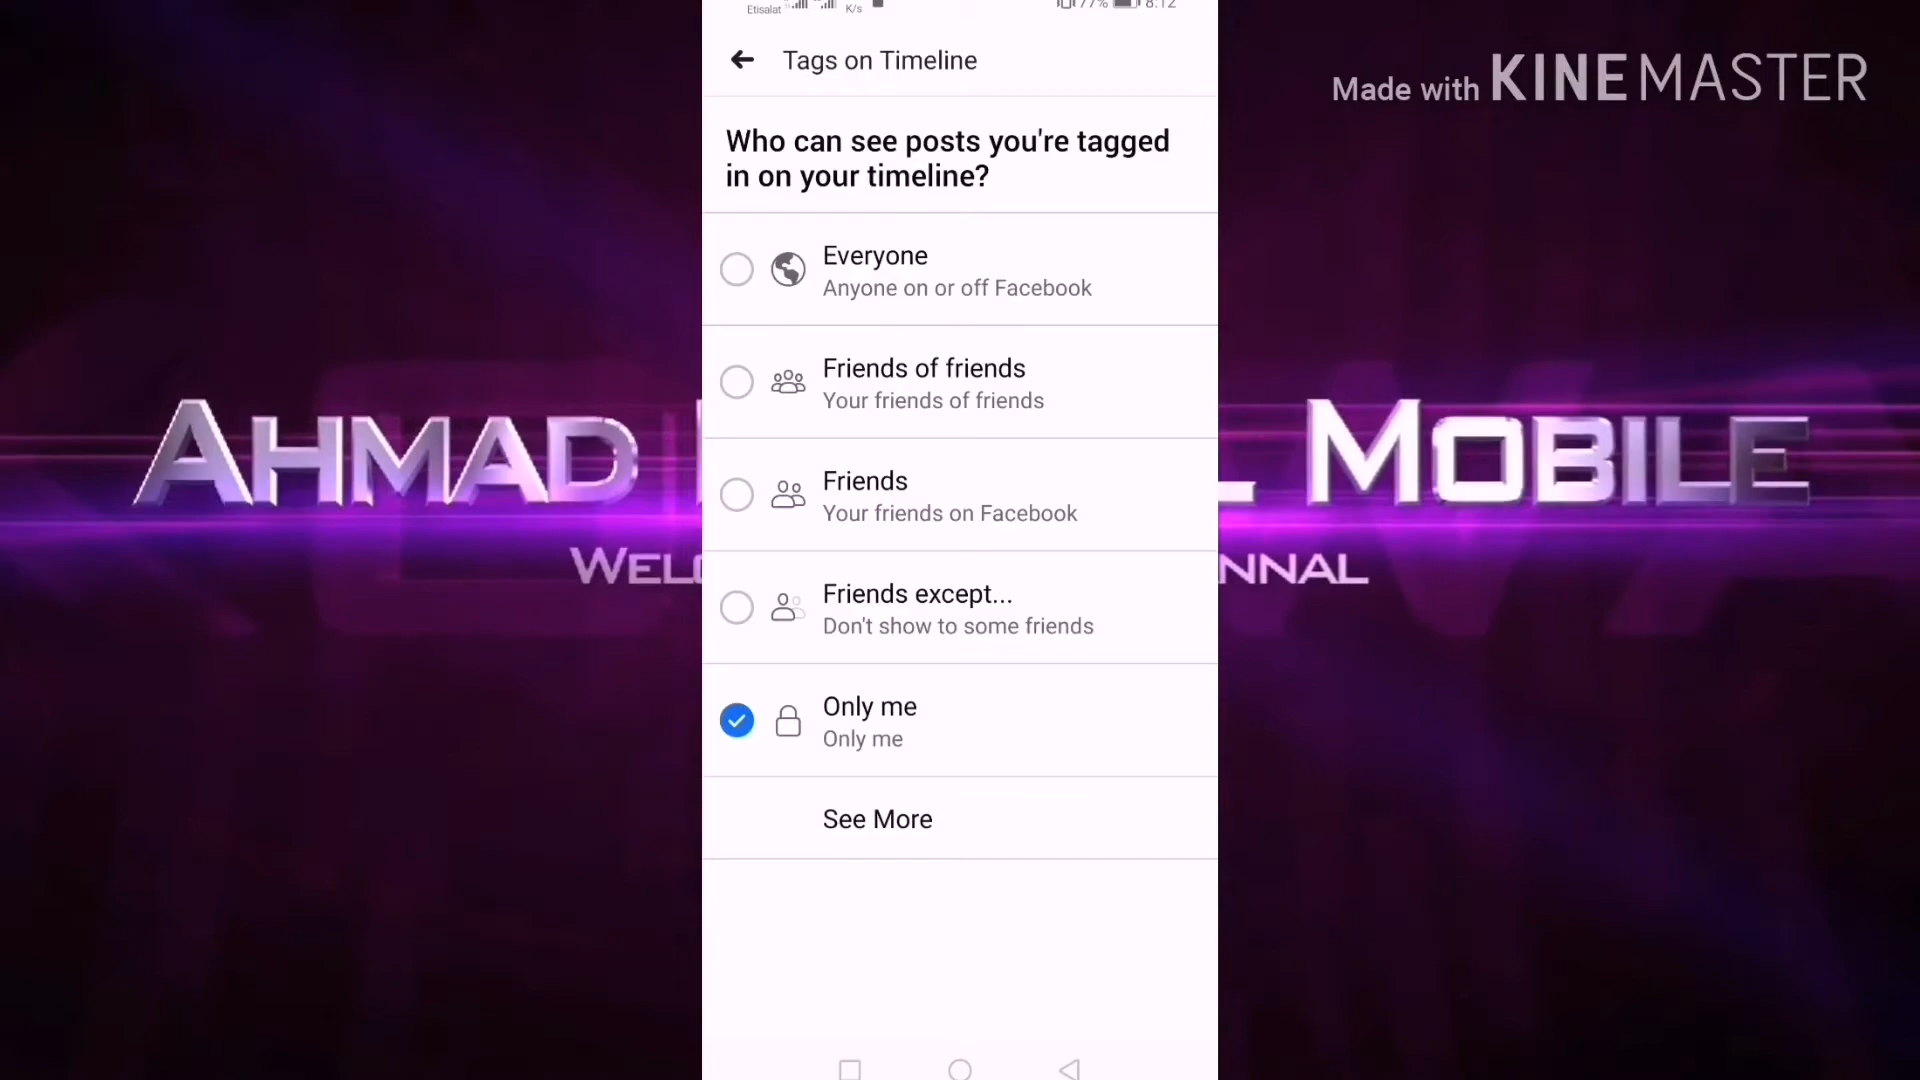 Etisalat
K/s
77%
8:12
Tags on Timeline
Made with KINEMASTER
Who can see posts you're tagged
in on your timeline?
Everyone
Anyone on or off Facebook
Friends of friends
Your friends of friends
AHMAD
MOBILE
Friends
Your friends on Facebook
Friends except...
Don't show to some friends
Only me
Only me
See More